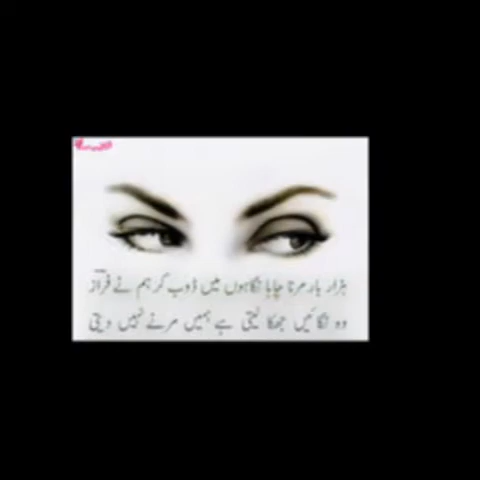 ہزار بار مرنا چاہا نگاہوں میں ڈوب کر ہم نے فراز
وہ نگائیں جھکا لیتی ہے ہمیں مرنے نہیں دیتی